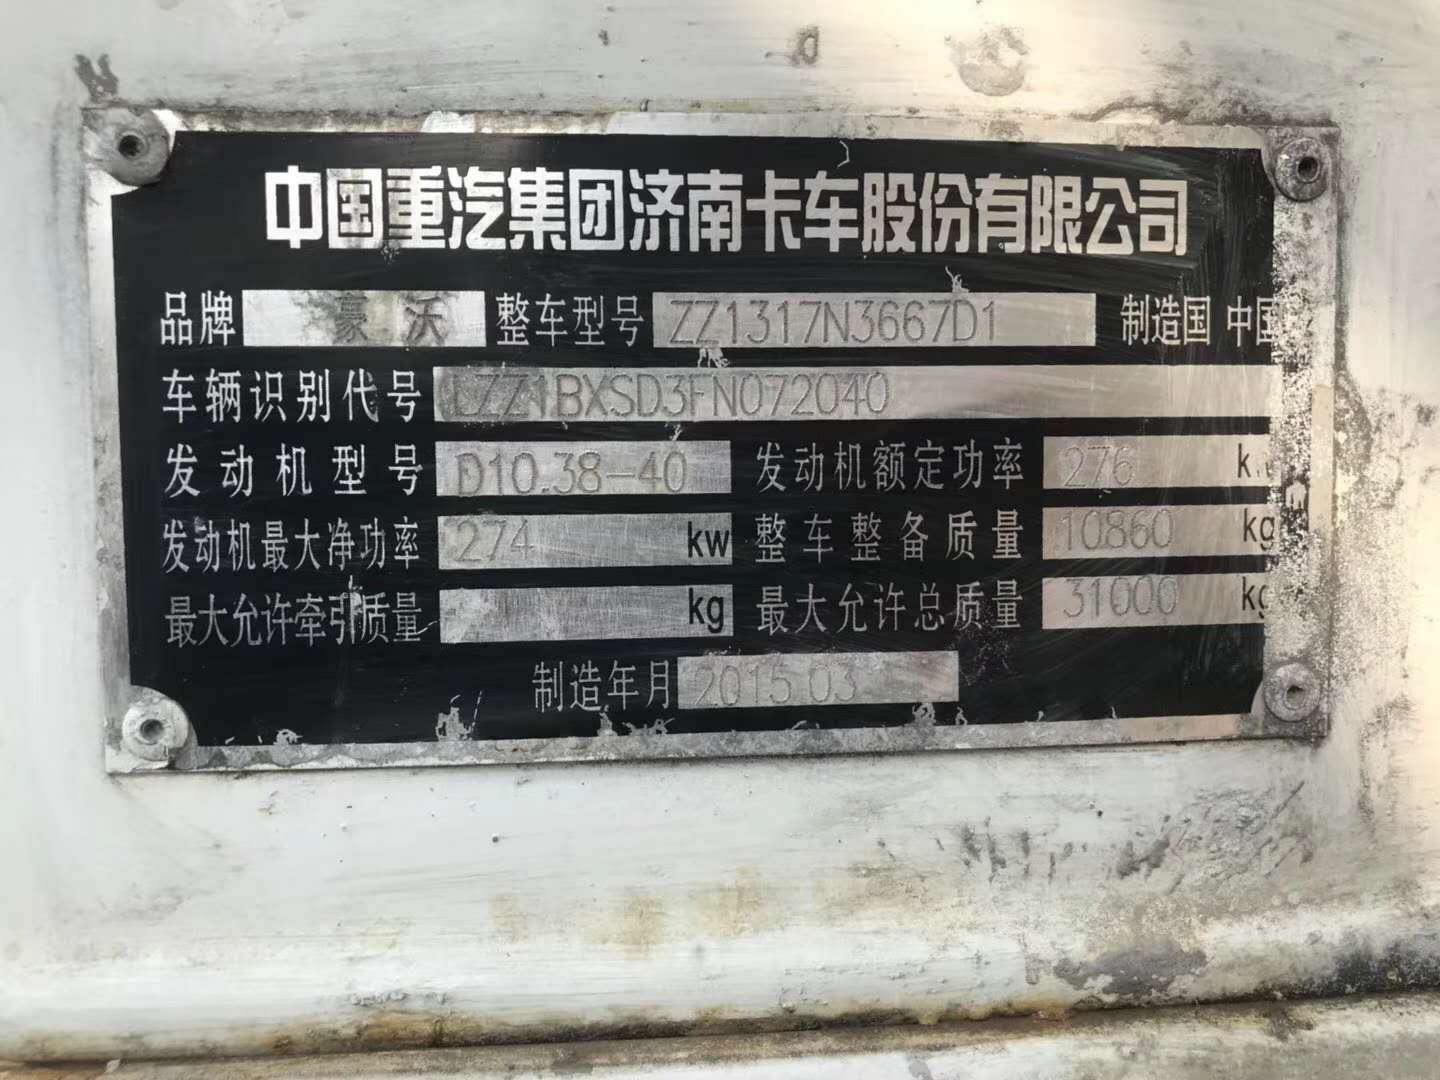 中国重汽集团济南卡车股份有限公司
品牌 豪沃 整车型号 ZZ1317N3667D1 制造国 中国
车辆识别代号 LZZ1BXSD3FN072040
发动机型号 D10.38-40 发动机额定功率 276 kw
发动机最大净功率 274 kw 整车整备质量 10860 kg
最大允许牵引质量 kg 最大允许总质量 31000 kg
制造年月 2015 03